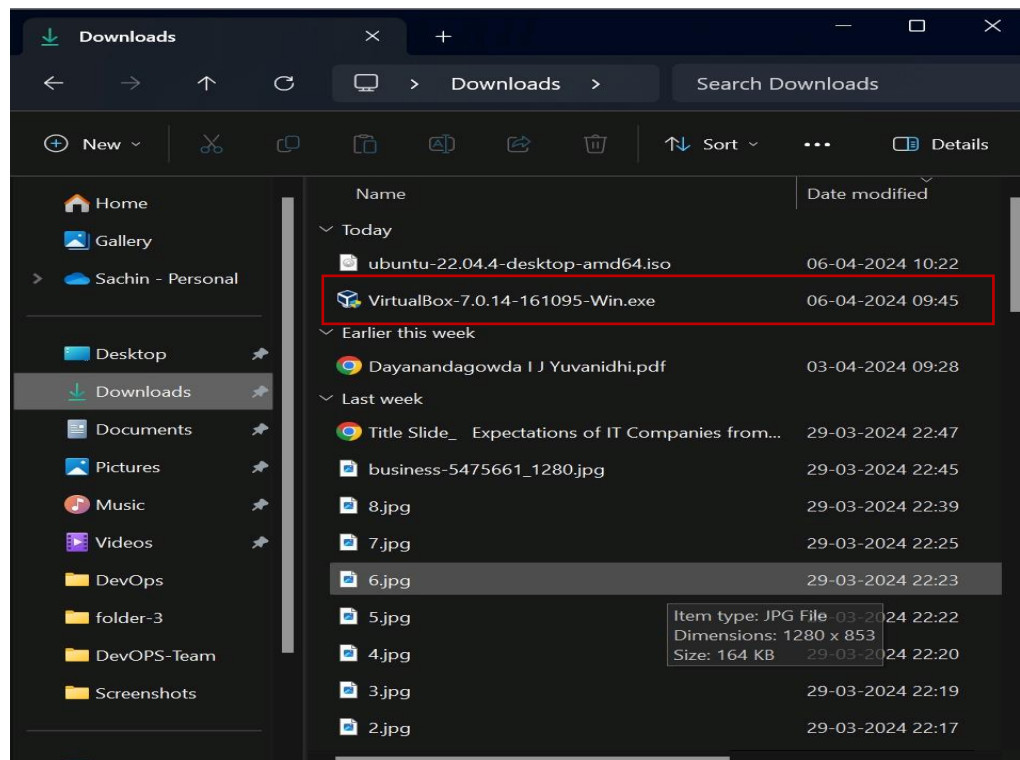 Downloads
Downloads
Search Downloads
New
Sort
Details
Home
Gallery
Sachin - Personal
Desktop
Downloads
Documents
Pictures
Music
Videos
DevOps
folder-3
DevOPS-Team
Screenshots
Name Date modified
Today
ubuntu-22.04.4-desktop-amd64.iso 06-04-2024 10:22
VirtualBox-7.0.14-161095-Win.exe 06-04-2024 09:45
Earlier this week
Dayanandagowda I J Yuvanidhi.pdf 03-04-2024 09:28
Last week
Title Slide_ Expectations of IT Companies from... 29-03-2024 22:47
business-5475661_1280.jpg 29-03-2024 22:45
8.jpg 29-03-2024 22:39
7.jpg 29-03-2024 22:25
6.jpg 29-03-2024 22:23
5.jpg 29-03-2024 22:22
4.jpg 29-03-2024 22:20
3.jpg 29-03-2024 22:19
2.jpg 29-03-2024 22:17
Item type: JPG File
Dimensions: 1280 x 853
Size: 164 KB